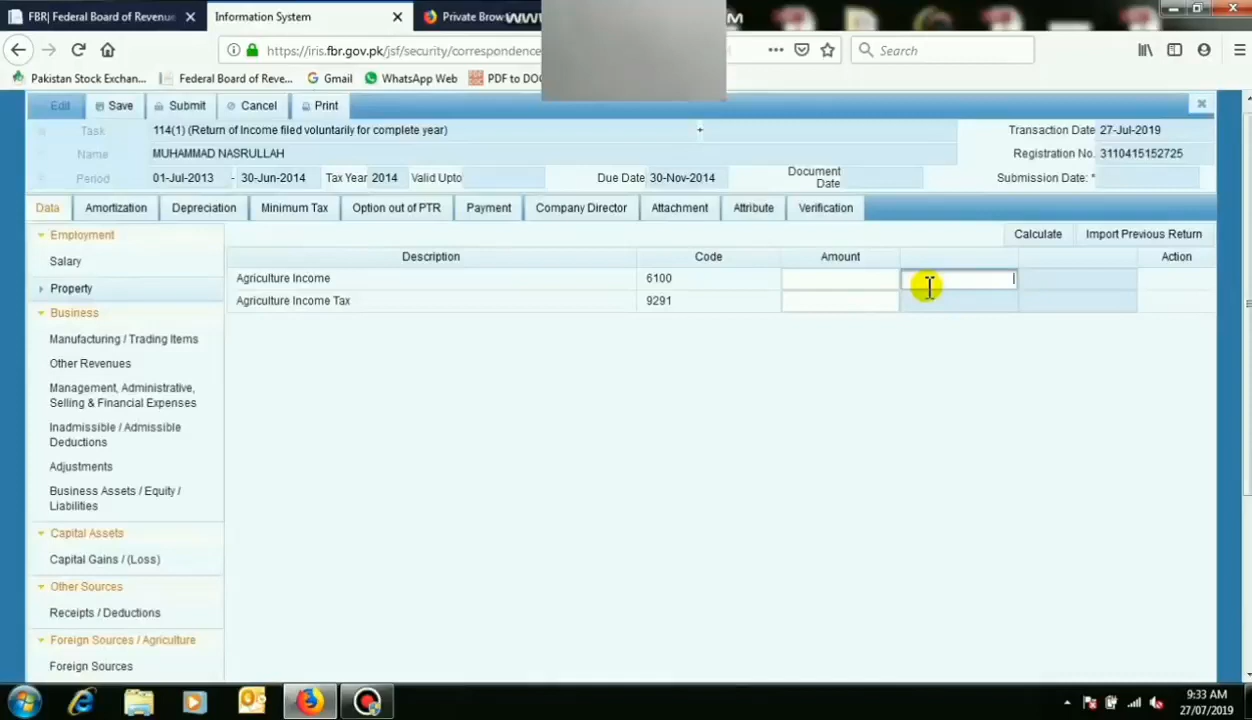 FBR| Federal Board of Revenue
Information System
Private Brow
WWW
M
https://iris.fbr.gov.pk/jsf/security/correspondence
Search
Pakistan Stock Exchan...
Federal Board of Reve...
Gmail
WhatsApp Web
PDF to DOC
Edit
Save
Submit
Cancel
Print
Task
114(1) (Return of Income filed voluntarily for complete year)
+
Transaction Date 27-Jul-2019
Name
MUHAMMAD NASRULLAH
Registration No. 3110415152725
Period
01-Jul-2013 - 30-Jun-2014
Tax Year 2014
Valid Upto
Due Date 30-Nov-2014
Document
Date
Submission Date: *
Data
Amortization
Depreciation
Minimum Tax
Option out of PTR
Payment
Company Director
Attachment
Attribute
Verification
Employment
Salary
Property
Business
Manufacturing / Trading Items
Other Revenues
Management, Administrative,
Selling & Financial Expenses
Inadmissible / Admissible
Deductions
Adjustments
Business Assets / Equity /
Liabilities
Capital Assets
Capital Gains / (Loss)
Other Sources
Receipts / Deductions
Foreign Sources / Agriculture
Foreign Sources
Calculate
Import Previous Return
Description
Code
Amount
Action
Agriculture Income
6100
Agriculture Income Tax
9291
9:33 AM
27/07/2019